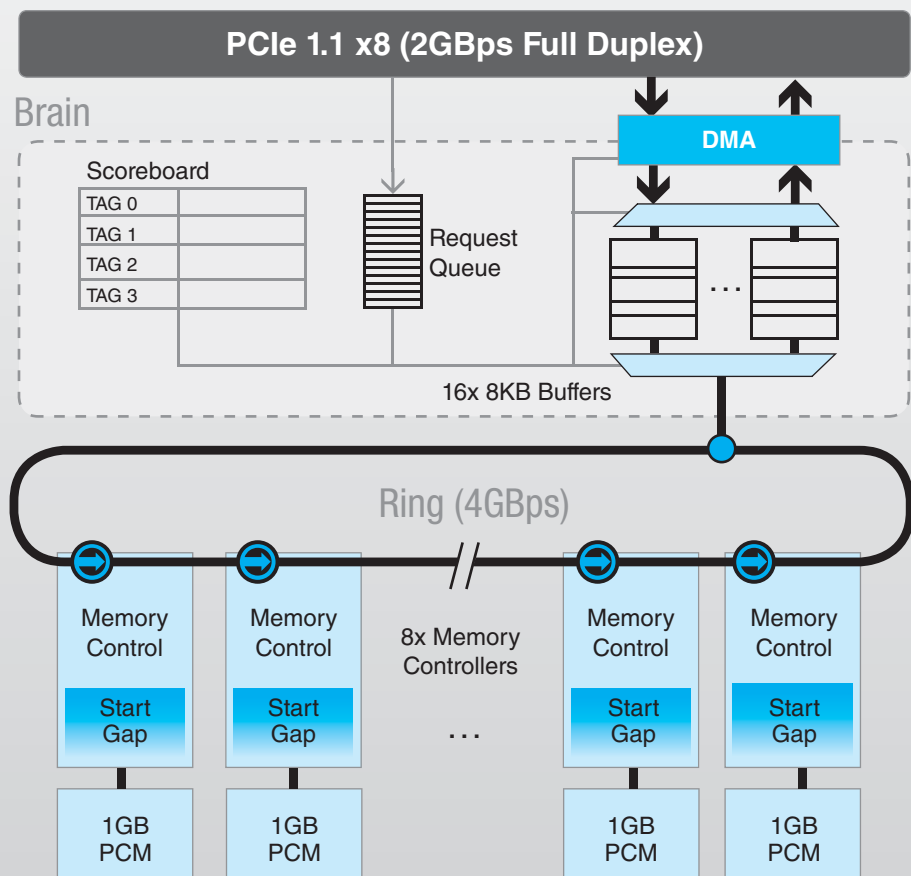 PCIe 1.1 x8 (2GBps Full Duplex)
Brain
DMA
Scoreboard
TAG 0
TAG 1
TAG 2
TAG 3
Request
Queue
...
16x 8KB Buffers
Ring (4GBps)
Memory
Control
Memory
Control
8x Memory
Controllers
Memory
Control
Memory
Control
Start
Gap
Start
Gap
...
Start
Gap
Start
Gap
1GB
PCM
1GB
PCM
1GB
PCM
1GB
PCM